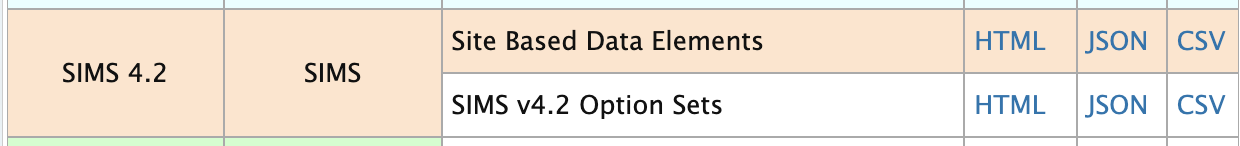 Site Based Data Elements HTML JSON CSV
SIMS 4.2 SIMS
SIMS v4.2 Option Sets HTML JSON CSV